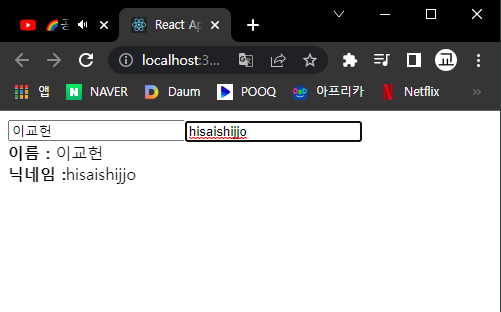 공
React Ap
localhost:3...
교
앱 NAVER Daum POOQ 아프리카 Netflix »
이교헌 hisaishijjo
이름 : 이교헌
닉네임 :hisaishijjo